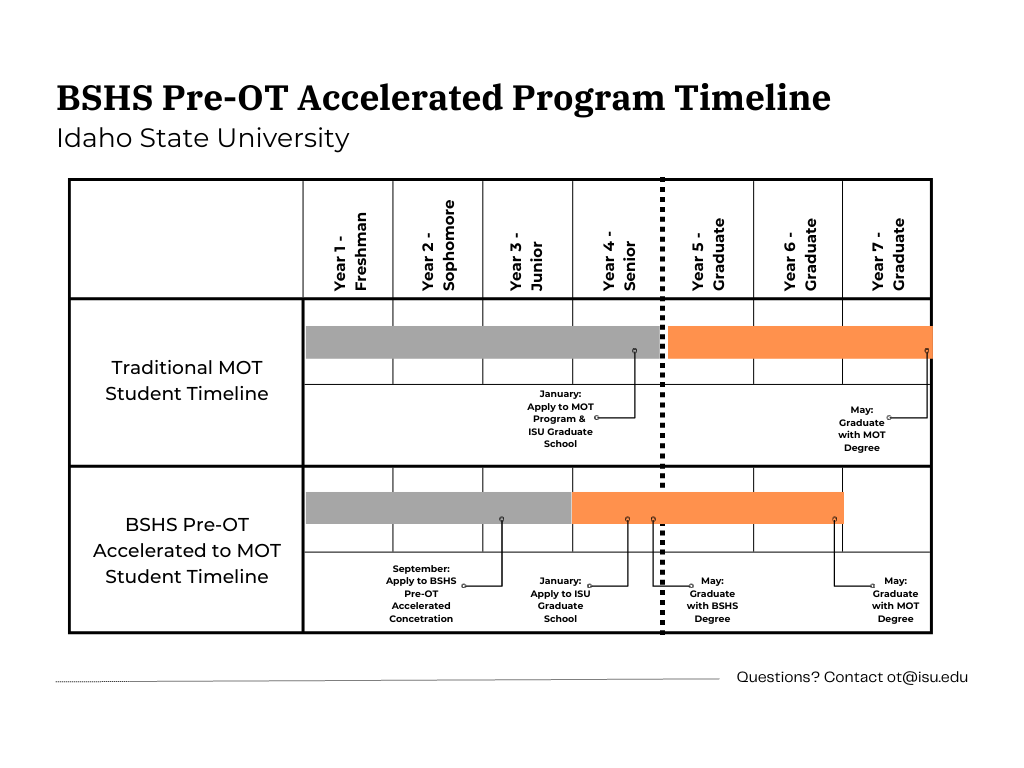 BSHS Pre-OT Accelerated Program Timeline
Idaho State University
Year 1 -
Freshman
Year 2 -
Sophomore
Year 3 -
Junior
Year 4 -
Senior
Year 5 -
Graduate
Year 6 -
Graduate
Year 7 -
Graduate
Traditional MOT
Student Timeline
January:
Apply to MOT
Program &
ISU Graduate
School
May:
Graduate
with MOT
Degree
BSHS Pre-OT
Accelerated to MOT
Student Timeline
September:
Apply to BSHS
Pre-OT
Accelerated
Concetration
January:
Apply to ISU
Graduate
School
May:
Graduate
with BSHS
Degree
May:
Graduate
with MOT
Degree
Questions? Contact ot@isu.edu